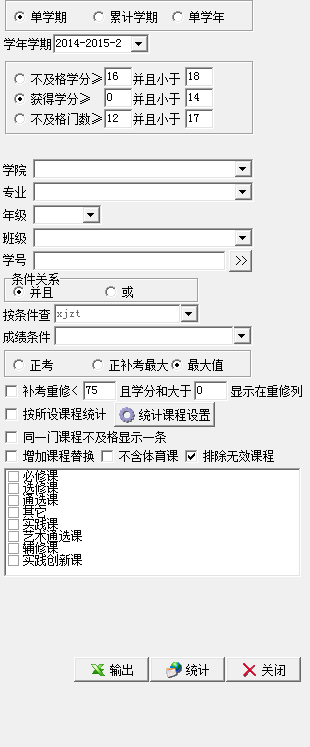 单学期 累计学期 单学年
学年学期 2014-2015-2
不及格学分≥ 16 并且小于 18
获得学分≥ 0 并且小于 14
不及格门数≥ 12 并且小于 17
学院
专业
年级
班级
学号 >>
条件关系
并且 或
按条件查 xjzt
成绩条件
正考 正补考最大 最大值
补考重修< 75 且学分和大于 0 显示在重修列
按所设课程统计 统计课程设置
同一门课程不及格显示一条
增加课程替换 不含体育课 排除无效课程
必修课
选修课
通选课
其它
实践课
艺术通选课
辅修课
实践创新课
输出 统计 关闭